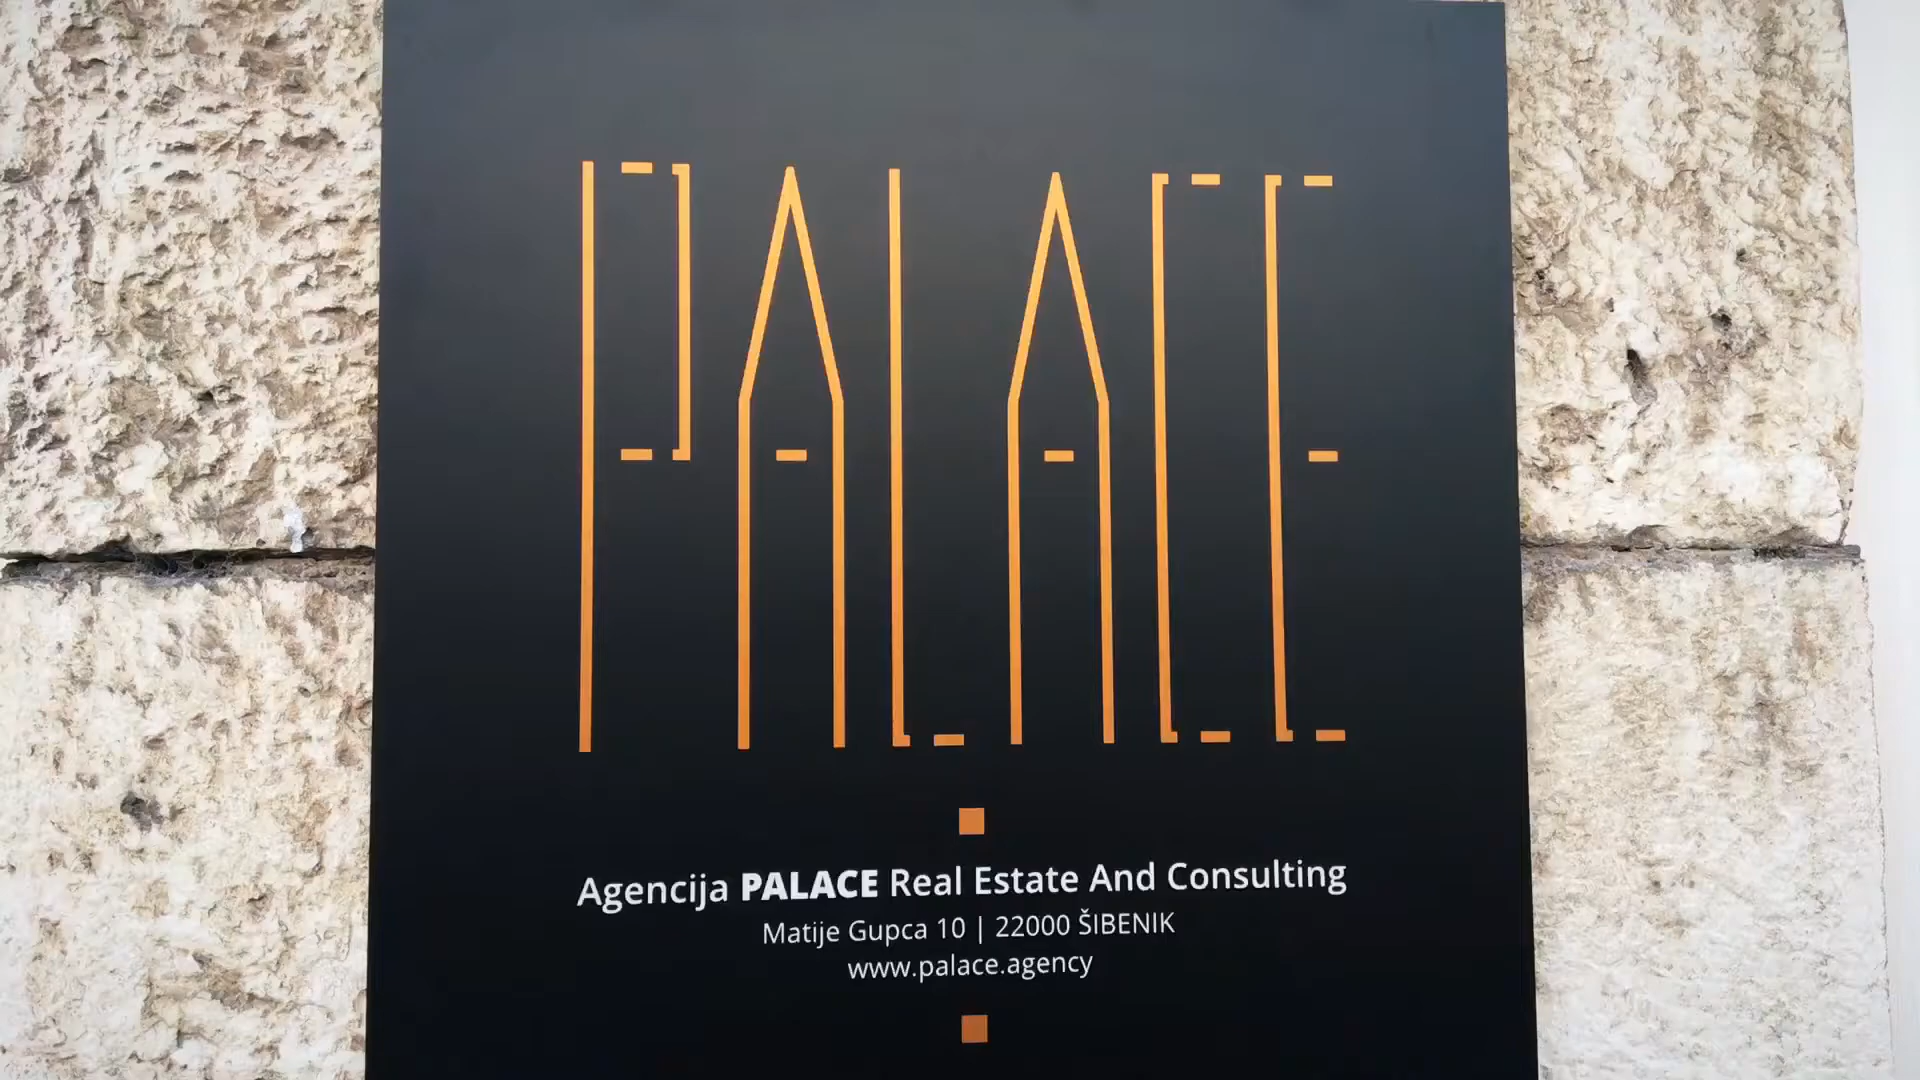 PALACE
Agencija PALACE Real Estate And Consulting
Matije Gupca 10 | 22000 ŠIBENIK
www.palace.agency